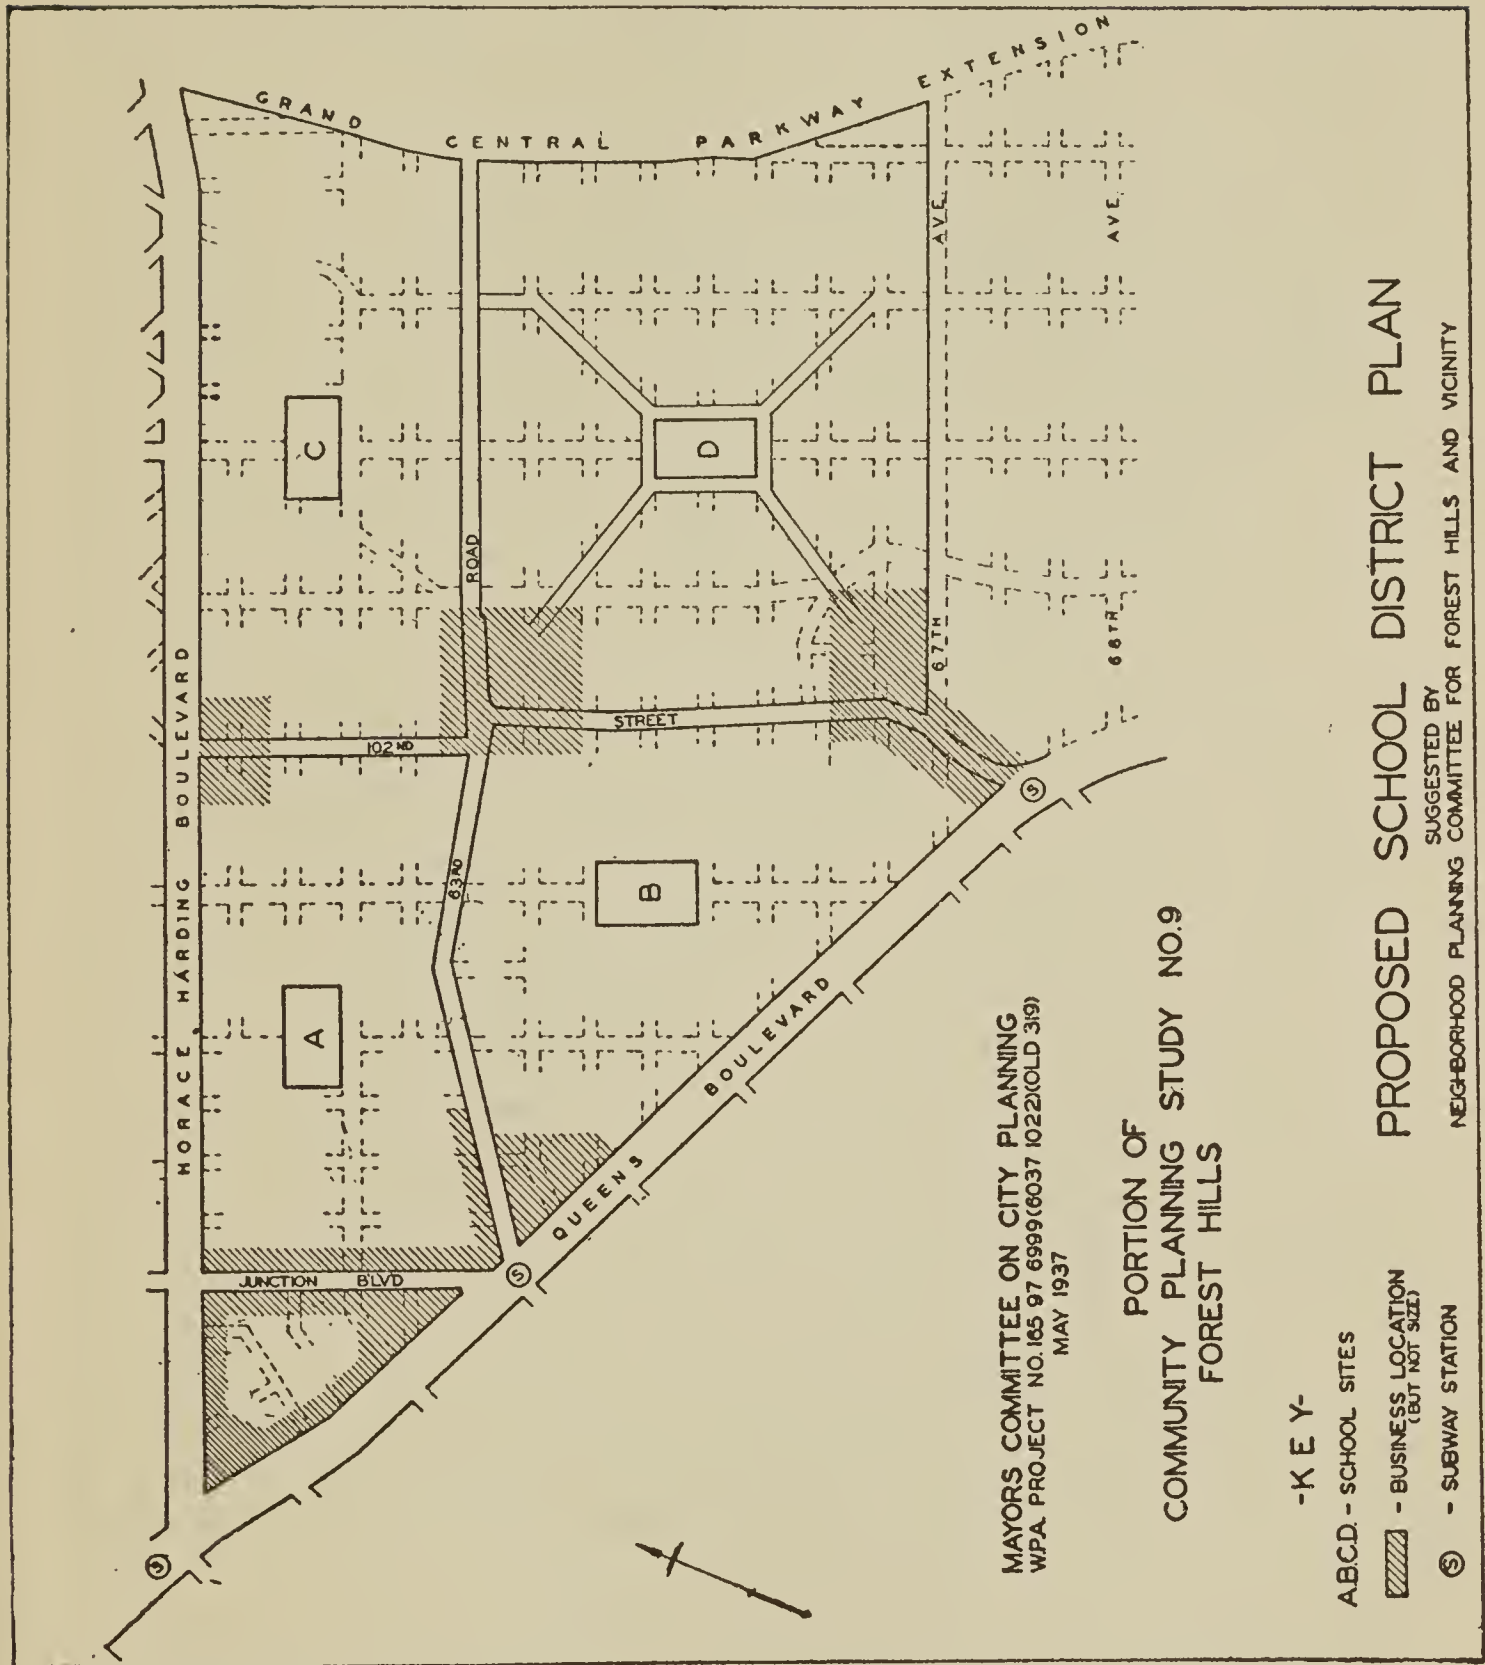 GRAND CENTRAL PARKWAY EXTENSION
HORACE HARDING BOULEVARD
C
D
ROAD
AVE.
AVE.
102ND
STREET
67TH
68TH
63RD
A
B
S
JUNCTION BLVD
S
S
QUEENS BOULEVARD
MAYORS COMMITTEE ON CITY PLANNING
W.P.A. PROJECT NO. 165 97 6999(6037 1022)(OLD 319)
MAY 1937
PORTION OF
COMMUNITY PLANNING STUDY NO.9
FOREST HILLS
-KEY-
A.B.C.D. - SCHOOL SITES
- BUSINESS LOCATION
(BUT NOT SIZE)
S - SUBWAY STATION
PROPOSED SCHOOL DISTRICT PLAN
SUGGESTED BY
NEIGHBORHOOD PLANNING COMMITTEE FOR FOREST HILLS AND VICINITY